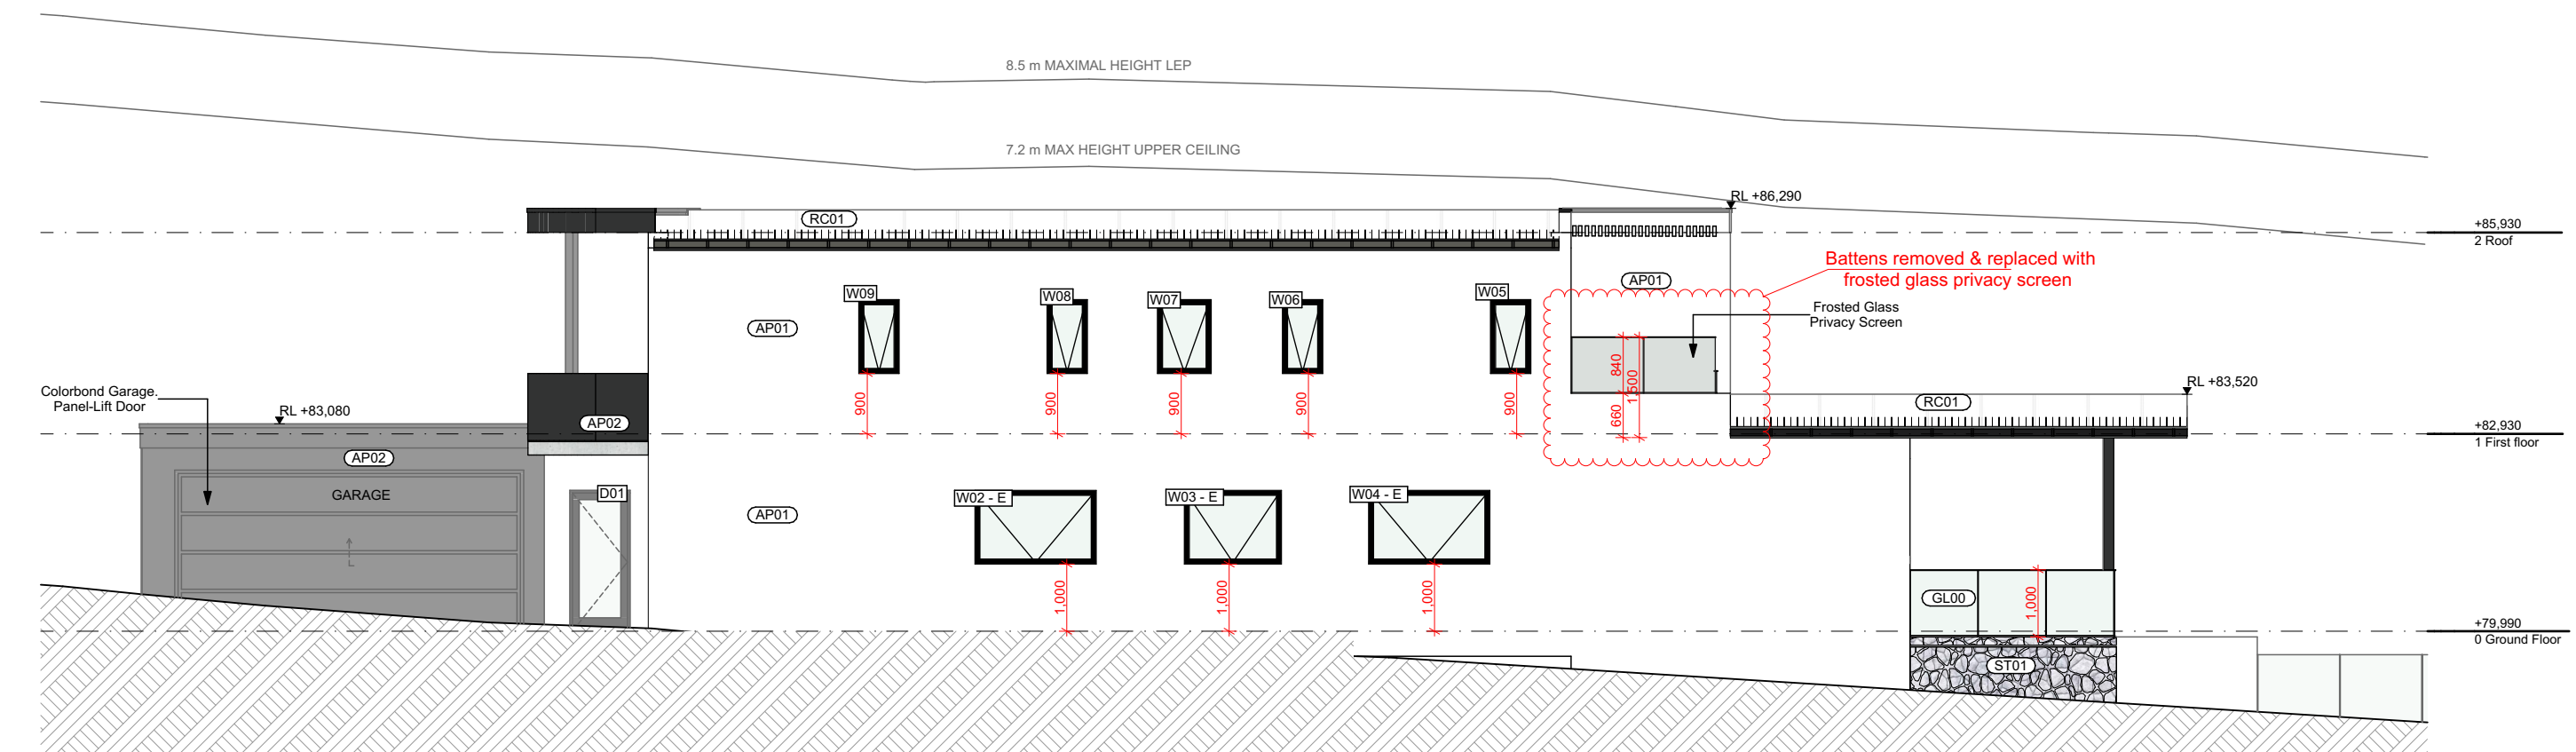 8.5 m MAXIMAL HEIGHT LEP
7.2 m MAX HEIGHT UPPER CEILING
RL +86,290
RC01
+85,930
2 Roof
Battens removed & replaced with
frosted glass privacy screen
AP01
W09
W08
W07
W06
W05
Frosted Glass
Privacy Screen
AP01
840
1,500
660
900
900
900
900
900
Colorbond Garage.
Panel-Lift Door
RL +83,080
RL +83,520
RC01
AP02
+82,930
1 First floor
AP02
GARAGE
D01
W02 - E
W03 - E
W04 - E
AP01
1,000
1,000
1,000
GL00
1,000
+79,990
0 Ground Floor
ST01